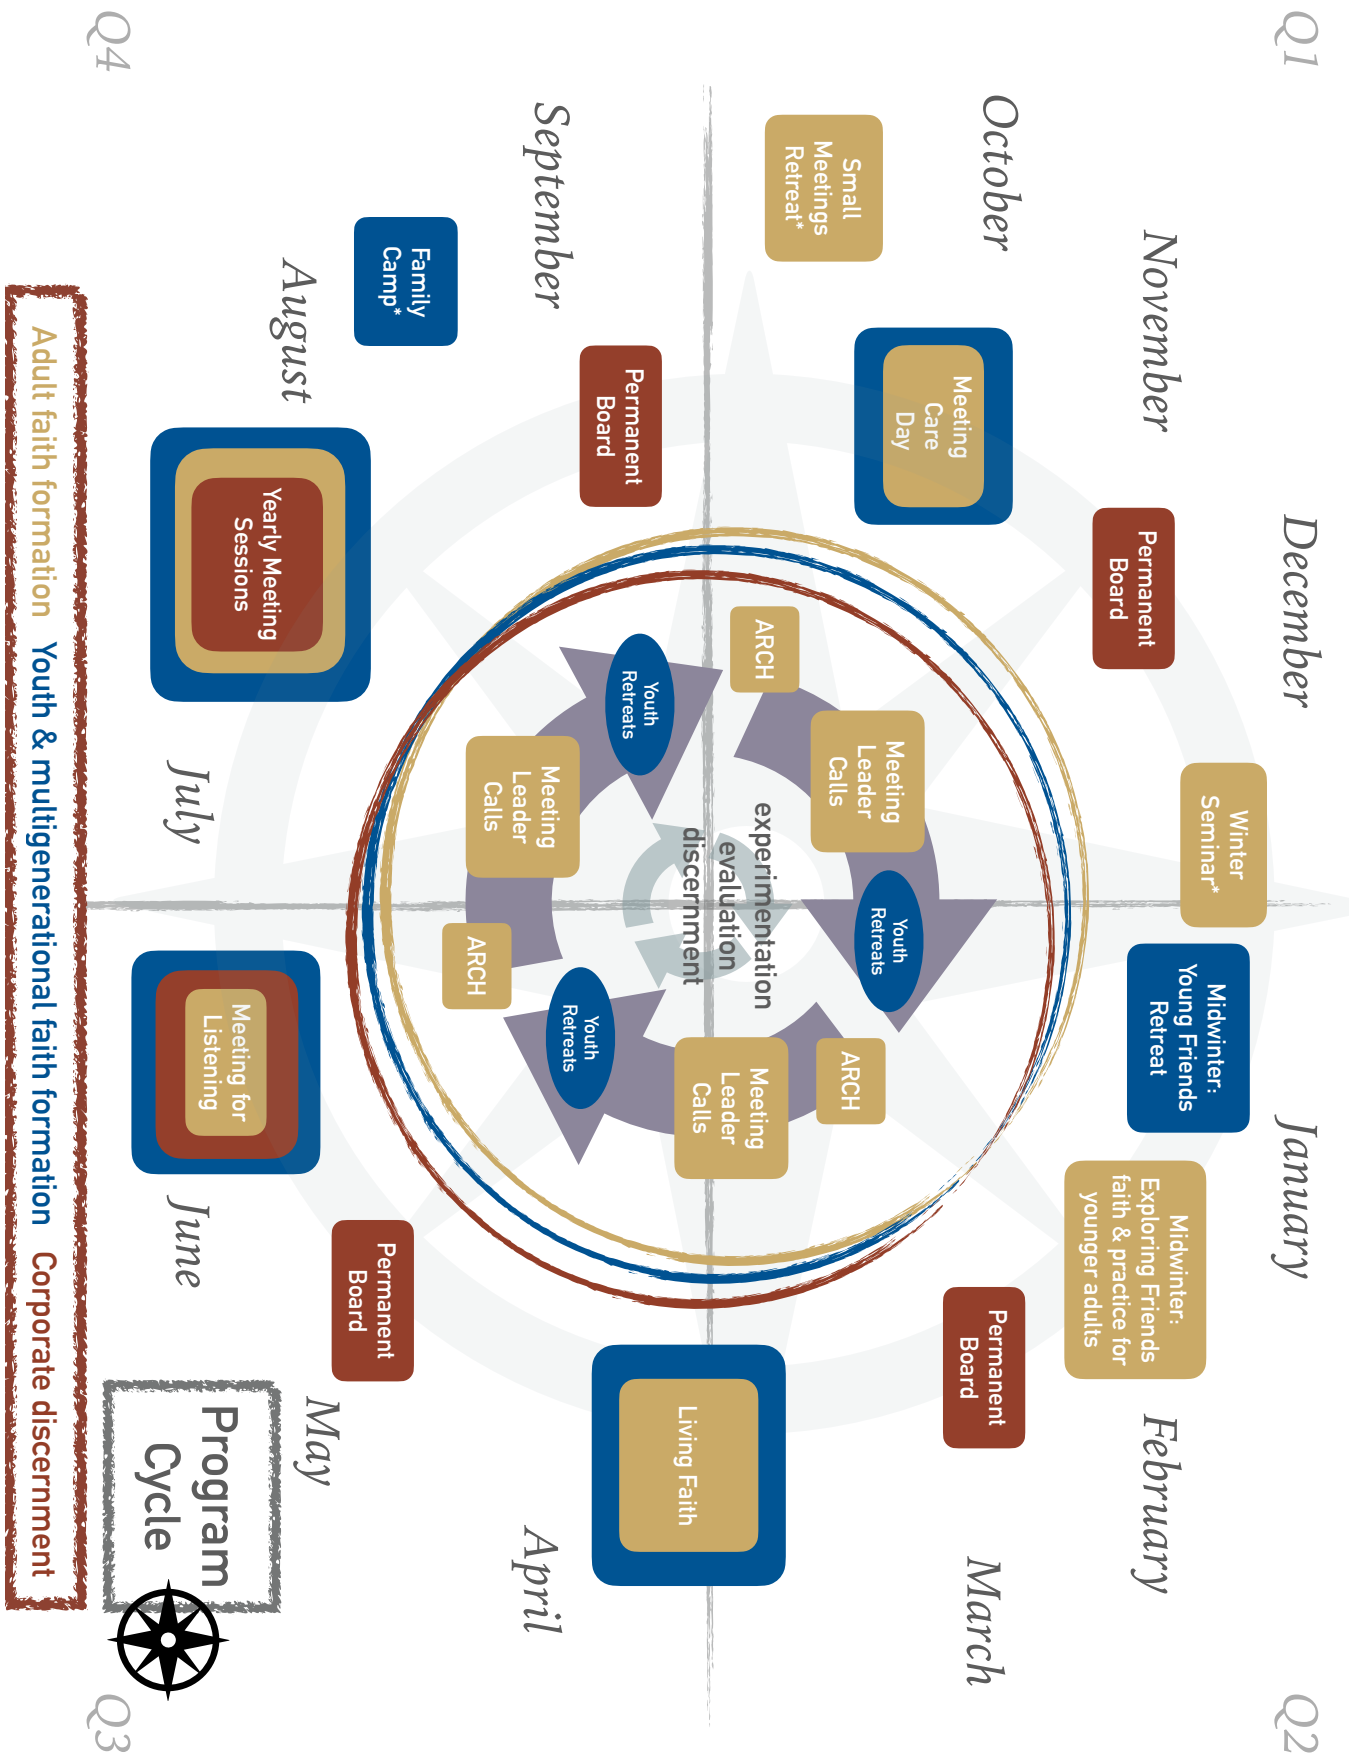 Q1
Q2
Q4
Q3
October
November
December
January
February
March
April
May
June
July
August
September
Small
Meetings
Retreat*
Meeting
Care
Day
Permanent
Board
Winter
Seminar*
Midwinter:
Young Friends
Retreat
Midwinter:
Exploring Friends
faith & practice for
younger adults
Permanent
Board
Living Faith
Permanent
Board
Meeting for
Listening
Yearly Meeting
Sessions
Family
Camp*
Permanent
Board
ARCH
Meeting
Leader
Calls
Youth
Retreats
ARCH
Meeting
Leader
Calls
Youth
Retreats
ARCH
Meeting
Leader
Calls
Youth
Retreats
experimentation
evaluation
discernment
Program
Cycle
Adult faith formation Youth & multigenerational faith formation Corporate discernment